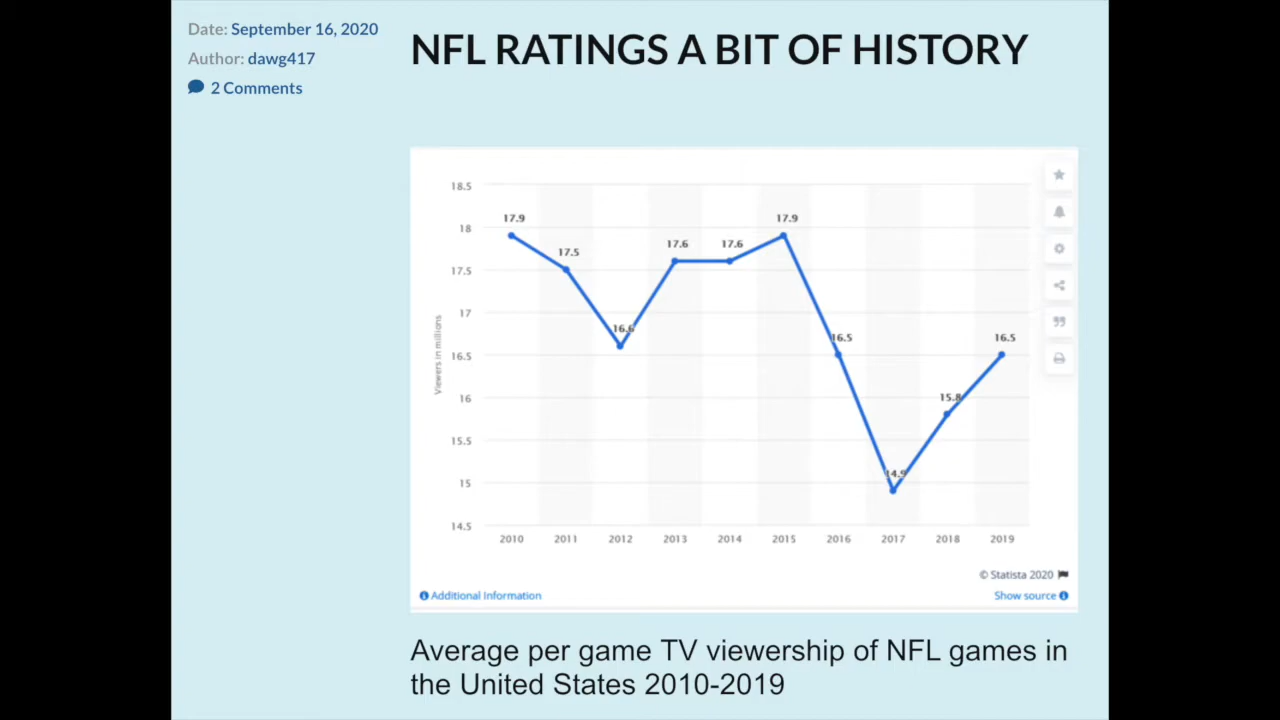 Date: September 16, 2020
Author: dawg417
2 Comments
NFL RATINGS A BIT OF HISTORY
18.5
18
17.5
17
16.5
16
15.5
15
14.5
Viewers in millions
17.9
17.5
16.6
17.6
17.6
17.9
16.5
14.9
15.8
16.5
2010 2011 2012 2013 2014 2015 2016 2017 2018 2019
© Statista 2020
Additional Information
Show source
Average per game TV viewership of NFL games in
the United States 2010-2019